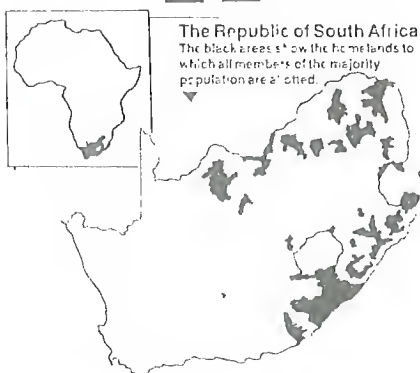 The Republic of South Africa
The black areas show the homelands to
which all members of the majority
population are allotted.